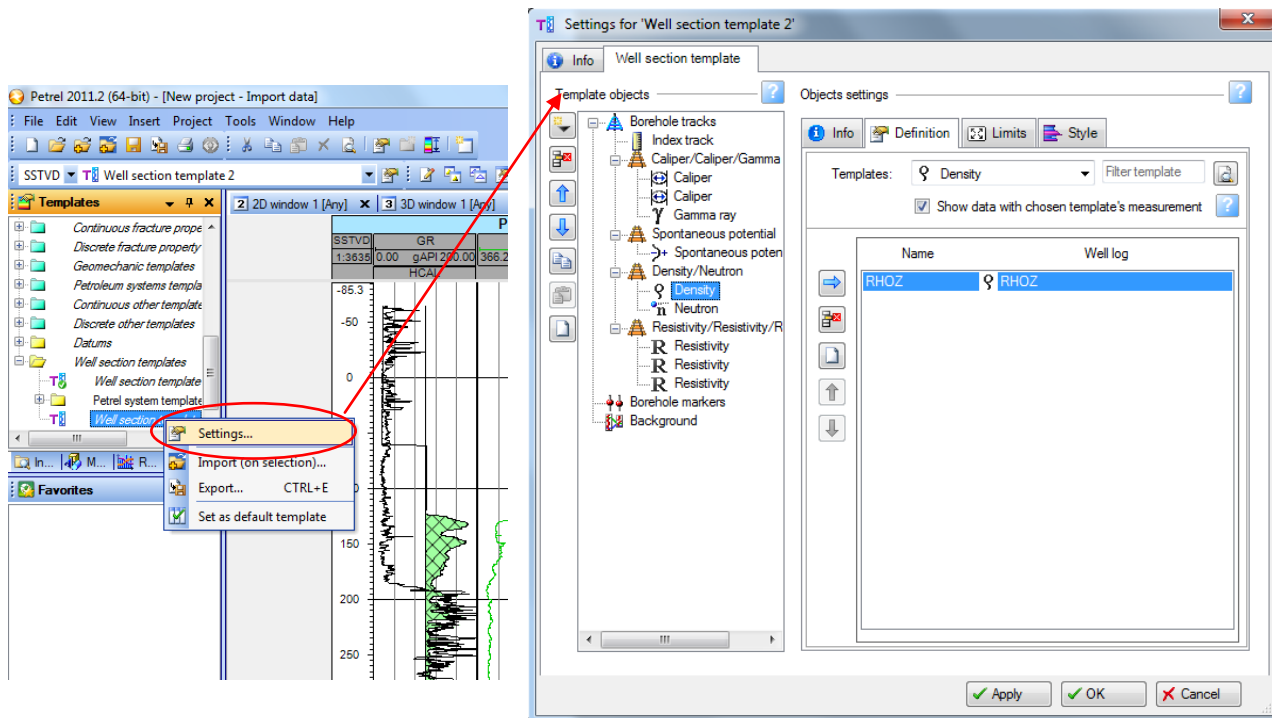 Petrel 2011.2 (64-bit) - [New project - Import data]
File Edit View Insert Project Tools Window Help
SSTVD Well section template 2
Templates
Continuous fracture prope
Discrete fracture property
Geomechanic templates
Petroleum systems templa
Continuous other template
Discrete other templates
Datums
Well section templates
Well section template
Petrel system template
Well section
Settings...
Import (on selection)...
Export... CTRL+E
Set as default template
In... M... R...
Favorites
2 2D window 1 [Any] 3 3D window 1 [Any]
P
SSTVD GR
1:3635 0.00 gAPI 200.00 366.2
HCAL
-85.3
-50
0
150
200
250
Settings for 'Well section template 2'
Info Well section template
Template objects
Borehole tracks
Index track
Caliper/Caliper/Gamma
Caliper
Caliper
Gamma ray
Spontaneous potential
Spontaneous poten
Density/Neutron
Density
Neutron
Resistivity/Resistivity/R
Resistivity
Resistivity
Resistivity
Borehole markers
Background
Objects settings
Info Definition Limits Style
Templates: Density Filter template
Show data with chosen template's measurement
Name Well log
RHOZ RHOZ
Apply OK Cancel